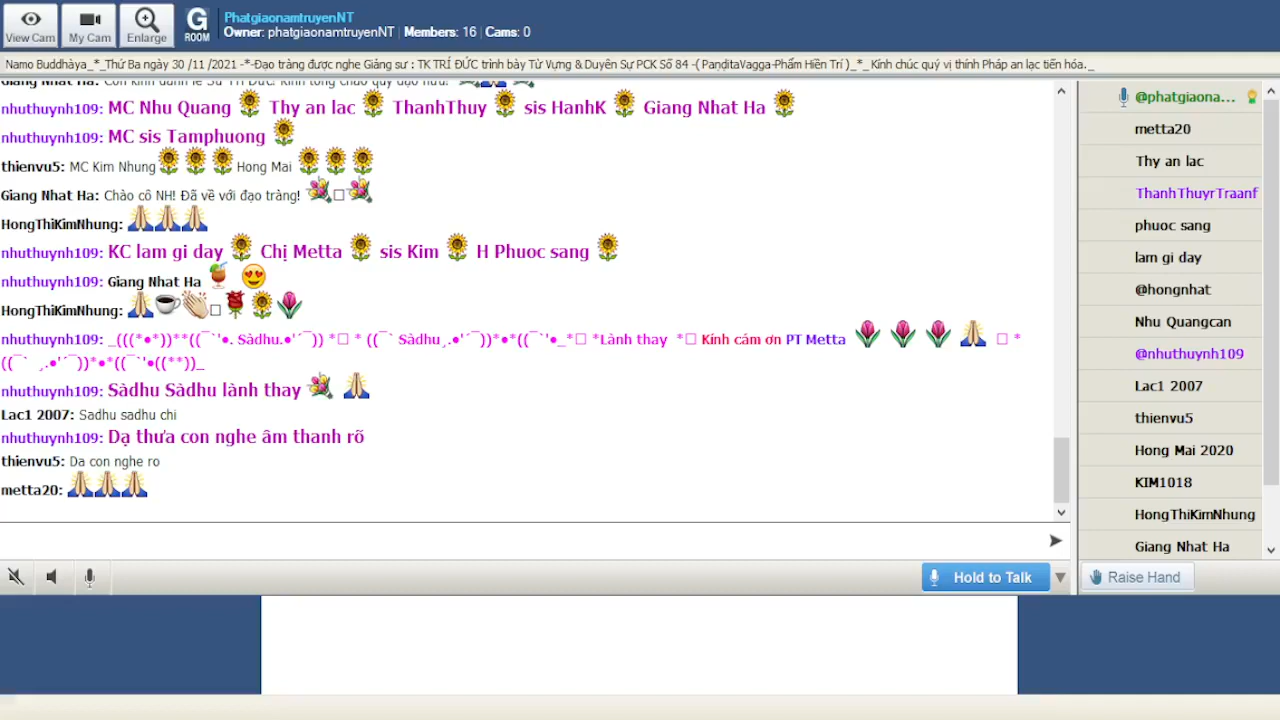 View Cam
My Cam
Enlarge
G
ROOM
PhatgiaonamtruyenNT
Owner: phatgiaonamtruyenNT | Members: 16 | Cams: 0
Namo Buddhàya_*_Thứ Ba ngày 30 /11 /2021 -*-Đạo tràng được nghe Giảng sư : TK TRÍ ĐỨC trình bày Từ Vựng & Duyên Sự PCK Số 84 -( PaṇḍitaVagga-Phẩm Hiền Trí )_*_ Kính chúc quý vị thính Pháp an lạc tiến hóa._
nhuthuynh109: MC Nhu Quang 🌻 Thy an lac 🌻 ThanhThuy 🌻 sis HanhK 🌻 Giang Nhat Ha 🌻
nhuthuynh109: MC sis Tamphuong 🌻
thienvu5: MC Kim Nhung 🌻🌻🌻 Hong Mai 🌻🌻🌻
Giang Nhat Ha: Chào cô NH! Đã về với đạo tràng! 💐□💐
HongThiKimNhung: 🙏🙏🙏
nhuthuynh109: KC lam gi day 🌻 Chị Metta 🌻 sis Kim 🌻 H Phuoc sang 🌻
nhuthuynh109: Giang Nhat Ha 🍹 😍
HongThiKimNhung: 🙏☕👏□🌹🌻🌷
nhuthuynh109: _(((*•*))**((¯`'•. Sàdhu.•'´¯)) *□ * ((¯` Sàdhu¸.•'´¯))*•*((¯`'•_*□ *Lành thay *□ Kính cám ơn PT Metta 🌷 🌷 🌷 🙏 □ *
((¯` ¸.•'´¯))*•*((¯`'•((**))_
nhuthuynh109: Sàdhu Sàdhu lành thay 💐 🙏
Lac1 2007: Sadhu sadhu chi
nhuthuynh109: Dạ thưa con nghe âm thanh rõ
thienvu5: Da con nghe ro
metta20: 🙏🙏🙏
Hold to Talk
@phatgiaona...
metta20
Thy an lac
ThanhThuyrTraanf
phuoc sang
lam gi day
@hongnhat
Nhu Quangcan
@nhuthuynh109
Lac1 2007
thienvu5
Hong Mai 2020
KIM1018
HongThiKimNhung
Giang Nhat Ha
Raise Hand